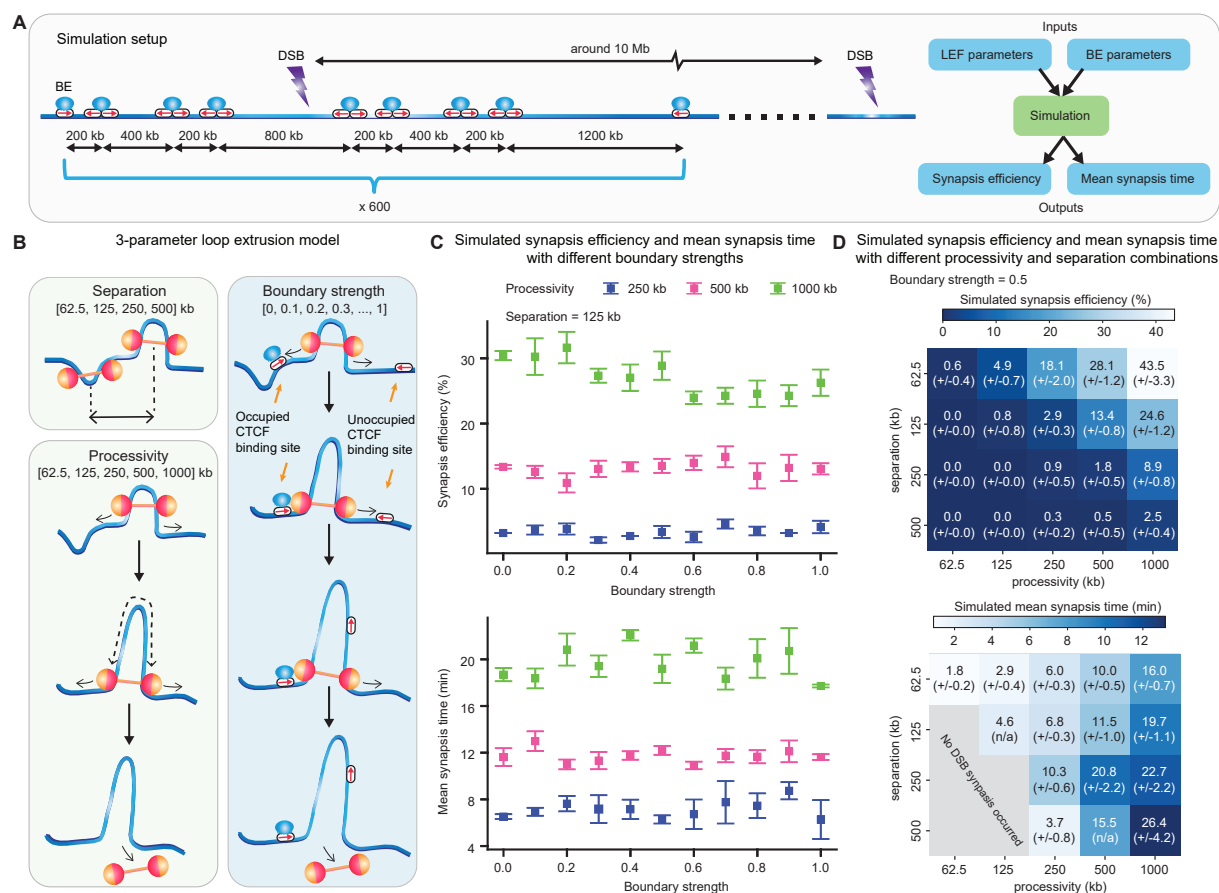 A
Simulation setup
DSB
around 10 Mb
DSB
BE
200 kb
400 kb
200 kb
800 kb
200 kb
400 kb
200 kb
1200 kb
x 600
Inputs
LEF parameters
BE parameters
Simulation
Synapsis efficiency
Mean synapsis time
Outputs
B
3-parameter loop extrusion model
Separation
[62.5, 125, 250, 500] kb
Processivity
[62.5, 125, 250, 500, 1000] kb
Boundary strength
[0, 0.1, 0.2, 0.3, ..., 1]
Occupied
CTCF
binding site
Unoccupied
CTCF
binding site
C
Simulated synapsis efficiency and mean synapsis time
with different boundary strengths
Processivity
250 kb
500 kb
1000 kb
Separation = 125 kb
Synapsis efficiency (%)
30
20
10
0.0 0.2 0.4 0.6 0.8 1.0
Boundary strength
Mean synapsis time (min)
20
16
12
8
4
0.0 0.2 0.4 0.6 0.8 1.0
Boundary strength
D
Simulated synapsis efficiency and mean synapsis time
with different processivity and separation combinations
Boundary strength = 0.5
Simulated synapsis efficiency (%)
0 10 20 30 40
separation (kb)
62.5
0.6 4.9 18.1 28.1 43.5
(+/-0.4) (+/-0.7) (+/-2.0) (+/-1.2) (+/-3.3)
125
0.0 0.8 2.9 13.4 24.6
(+/-0.0) (+/-0.8) (+/-0.3) (+/-0.8) (+/-1.2)
250
0.0 0.0 0.9 1.8 8.9
(+/-0.0) (+/-0.0) (+/-0.5) (+/-0.5) (+/-0.8)
500
0.0 0.0 0.3 0.5 2.5
(+/-0.0) (+/-0.0) (+/-0.2) (+/-0.5) (+/-0.4)
62.5 125 250 500 1000
processivity (kb)
Simulated mean synapsis time (min)
2 4 6 8 10 12
separation (kb)
62.5
1.8 2.9 6.0 10.0 16.0
(+/-0.2) (+/-0.4) (+/-0.3) (+/-0.5) (+/-0.7)
125
4.6 6.8 11.5 19.7
(n/a) (+/-0.3) (+/-1.0) (+/-1.1)
250
10.3 20.8 22.7
(+/-0.6) (+/-2.2) (+/-2.2)
500
3.7 15.5 26.4
(+/-0.8) (n/a) (+/-4.2)
No DSB synpasis occurred
62.5 125 250 500 1000
processivity (kb)